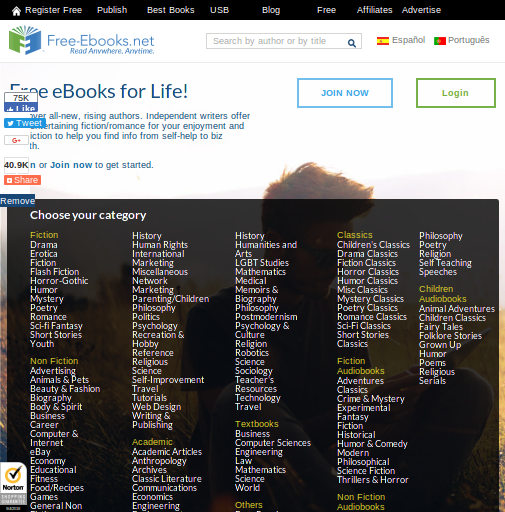 Register Free Publish Best Books USB Blog Free Affiliates Advertise
Free-Ebooks.net
Read Anywhere. Anytime.
Search by author or by title
Español Português
Free eBooks for Life!
JOIN NOW
Login
75K
Like
Tweet
G+
40.9K
Share
Remove
over all-new, rising authors. Independent writers offer
entertaining fiction/romance for your enjoyment and
iction to help you find info from self-help to biz
th.
n or Join now to get started.
Choose your category
Fiction
Drama
Erotica
Fiction
Flash Fiction
Horror-Gothic
Humor
Mystery
Poetry
Romance
Sci-fi Fantasy
Short Stories
Youth
Non Fiction
Advertising
Animals & Pets
Beauty & Fashion
Biography
Body & Spirit
Business
Career
Computer &
Internet
eBay
Economy
Educational
Fitness
Food/Recipes
Games
General Non
History
Human Rights
International
Marketing
Miscellaneous
Network
Marketing
Parenting/Children
Philosophy
Politics
Psychology
Recreation &
Hobby
Reference
Religious
Science
Self-Improvement
Travel
Tutorials
Web Design
Writing &
Publishing
Academic
Academic Articles
Anthropology
Archives
Classic Literature
Communications
Economics
Engineering
History
Humanities and
Arts
LGBT Studies
Mathematics
Medical
Memoirs &
Biography
Philosophy
Postmodernism
Psychology &
Culture
Religion
Robotics
Science
Sociology
Teacher's
Resources
Technology
Travel
Textbooks
Business
Computer Sciences
Engineering
Law
Mathematics
Science
World
Others
Classics
Children's Classics
Drama Classics
Fiction Classics
Horror Classics
Humor Classics
Misc Classics
Mystery Classics
Poetry Classics
Romance Classics
Sci-Fi Classics
Short Stories
Classics
Fiction
Audiobooks
Adventures
Classics
Crime & Mystery
Experimental
Fantasy
Fiction
Historical
Humor & Comedy
Modern
Philosophical
Science Fiction
Thrillers & Horror
Non Fiction
Audiobooks
Philosophy
Poetry
Religion
Self Teaching
Speeches
Children
Audiobooks
Animal Adventures
Children Classics
Fairy Tales
Folklore Stories
Grown Up
Humor
Poems
Religious
Serials
Norton